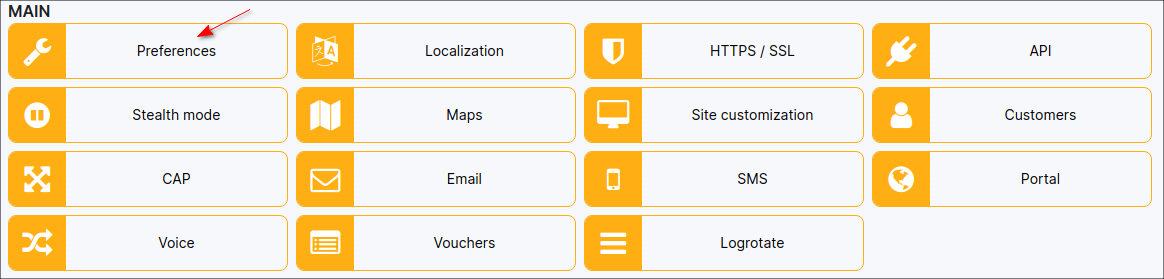 MAIN
Preferences
Localization
HTTPS / SSL
API
Stealth mode
Maps
Site customization
Customers
CAP
Email
SMS
Portal
Voice
Vouchers
Logrotate